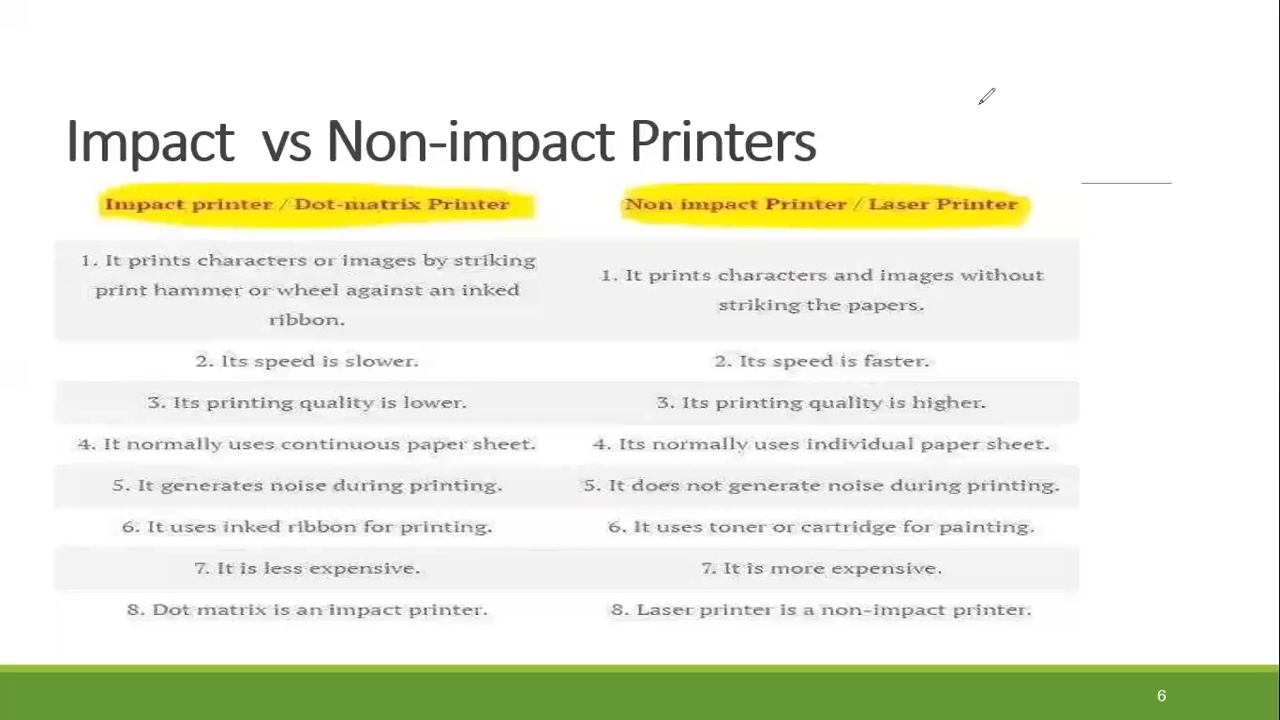 Impact vs Non-impact Printers
Impact printer / Dot-matrix Printer
Non impact Printer / Laser Printer
1. It prints characters or images by striking
print hammer or wheel against an inked
ribbon.
1. It prints characters and images without
striking the papers.
2. Its speed is slower.
2. Its speed is faster.
3. Its printing quality is lower.
3. Its printing quality is higher.
4. It normally uses continuous paper sheet.
4. Its normally uses individual paper sheet.
5. It generates noise during printing.
5. It does not generate noise during printing.
6. It uses inked ribbon for printing.
6. It uses toner or cartridge for painting.
7. It is less expensive.
7. It is more expensive.
8. Dot matrix is an impact printer.
8. Laser printer is a non-impact printer.
6